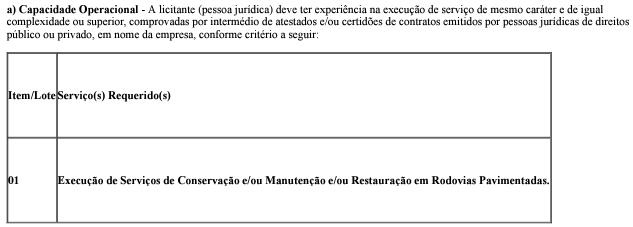 a) Capacidade Operacional - A licitante (pessoa jurídica) deve ter experiência na execução de serviço de mesmo caráter e de igual
complexidade ou superior, comprovadas por intermédio de atestados e/ou certidões de contratos emitidos por pessoas jurídicas de direitos
público ou privado, em nome da empresa, conforme critério a seguir:
Item/Lote Serviço(s) Requerido(s)
01 Execução de Serviços de Conservação e/ou Manutenção e/ou Restauração em Rodovias Pavimentadas.